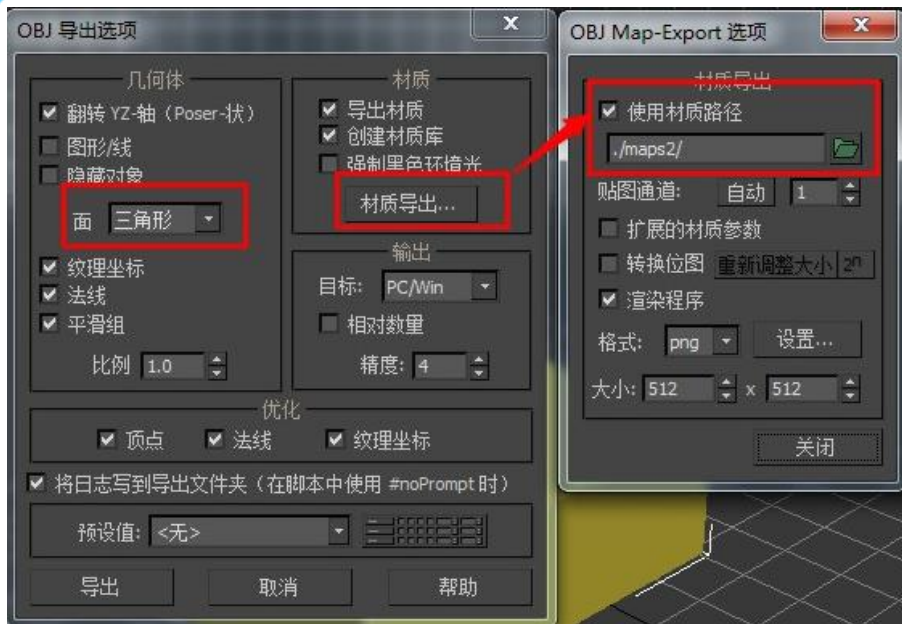 OBJ 导出选项
几何体
翻转 YZ-轴（Poser-状）
图形/线
隐藏对象
面 三角形
纹理坐标
法线
平滑组
比例 1.0
材质
导出材质
创建材质库
强制黑色环境光
材质导出...
输出
目标: PC/Win
相对数量
精度: 4
优化
顶点 法线 纹理坐标
将日志写到导出文件夹（在脚本中使用 #noPrompt 时）
预设值: <无>
导出 取消 帮助
OBJ Map-Export 选项
材质导出
使用材质路径
./maps2/
贴图通道: 自动 1
扩展的材质参数
转换位图 重新调整大小 2ⁿ
渲染程序
格式: png 设置...
大小: 512 x 512
关闭